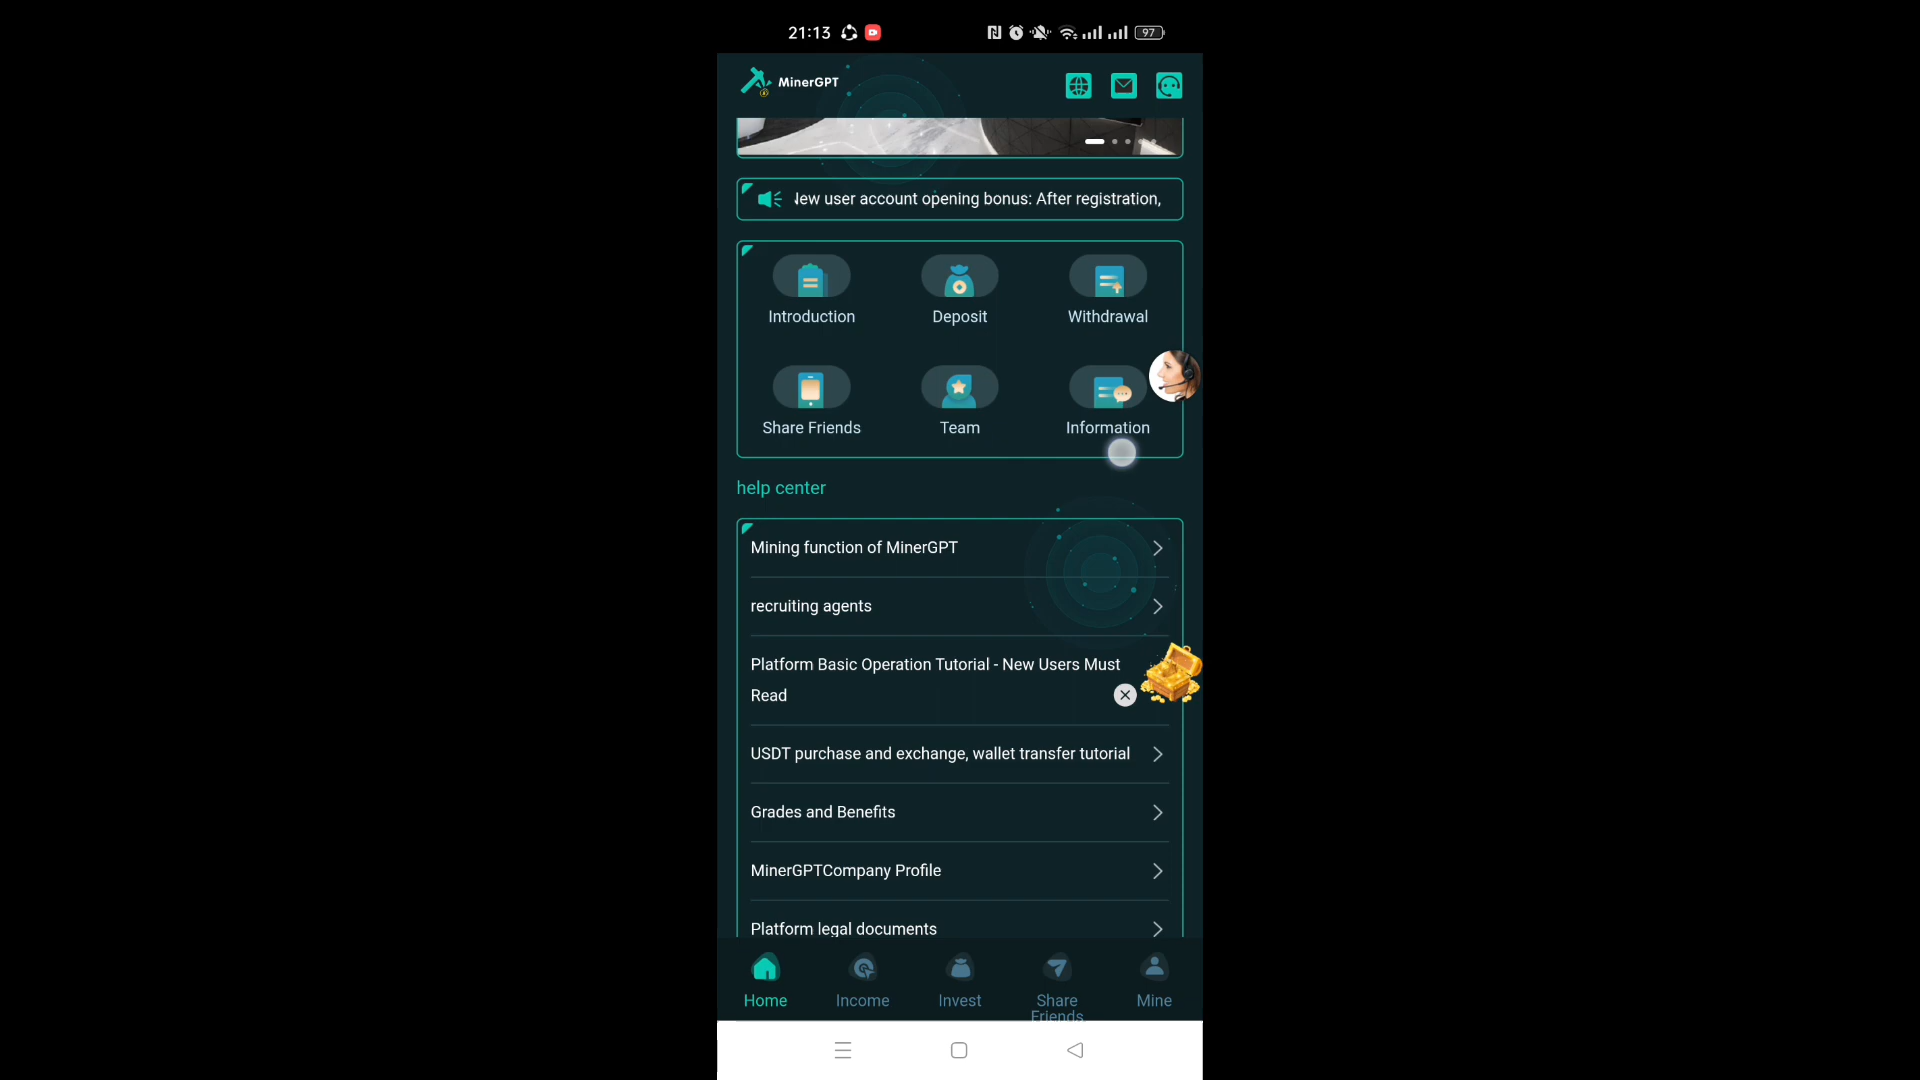 21:13
97
MinerGPT
New user account opening bonus: After registration,
Introduction
Deposit
Withdrawal
Share Friends
Team
Information
help center
Mining function of MinerGPT
recruiting agents
Platform Basic Operation Tutorial - New Users Must
Read
USDT purchase and exchange, wallet transfer tutorial
Grades and Benefits
MinerGPTCompany Profile
Platform legal documents
Home
Income
Invest
Share
Friends
Mine